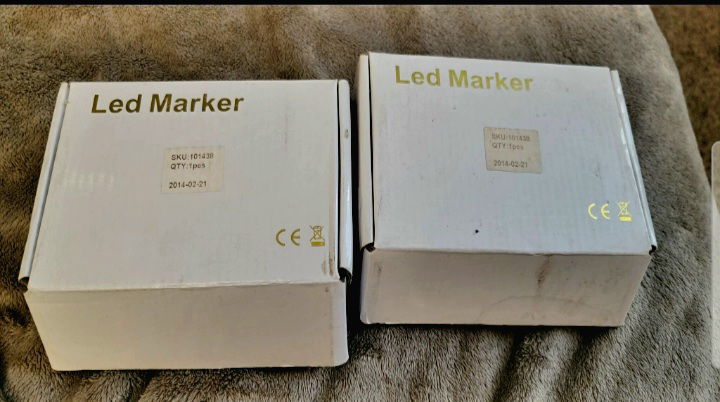 Led Marker
SKU:101438
QTY:1pcs
2014-02-21
CE
Led Marker
SKU:101438
QTY:1pcs
2014-02-21
CE